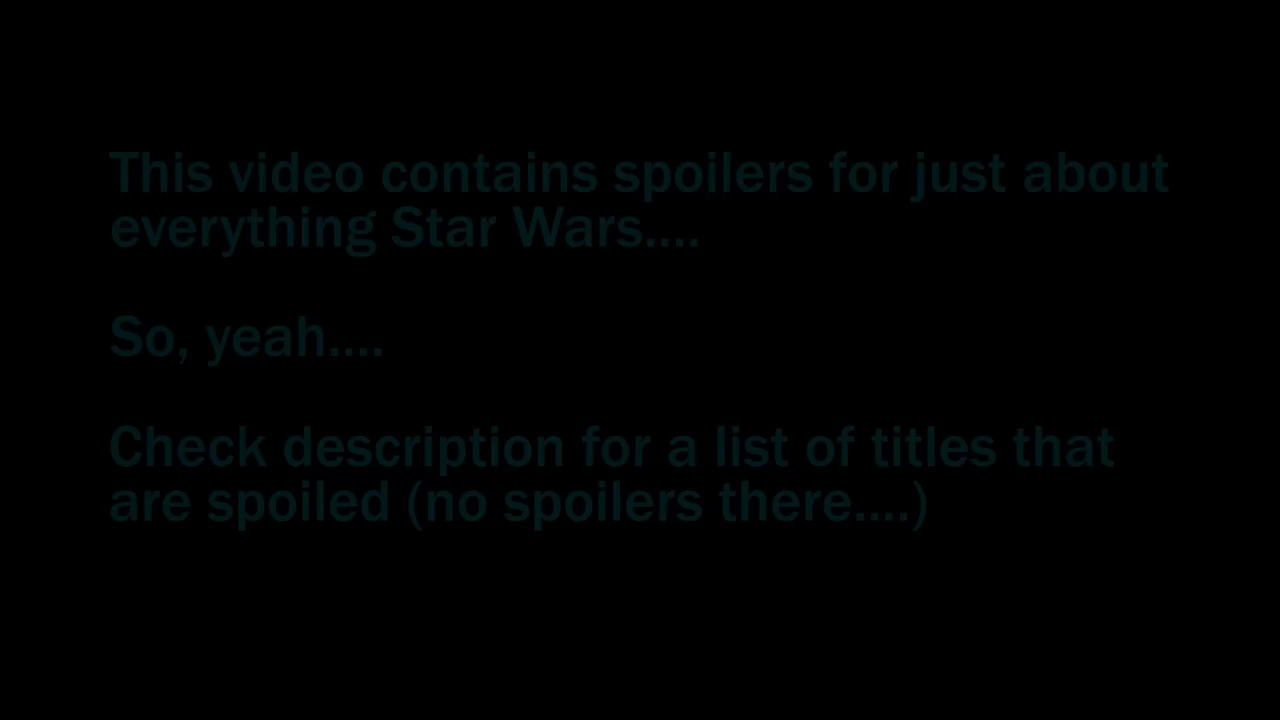 This video contains spoilers for just about
everything Star Wars....
So, yeah....
Check description for a list of titles that
are spoiled (no spoilers there....)